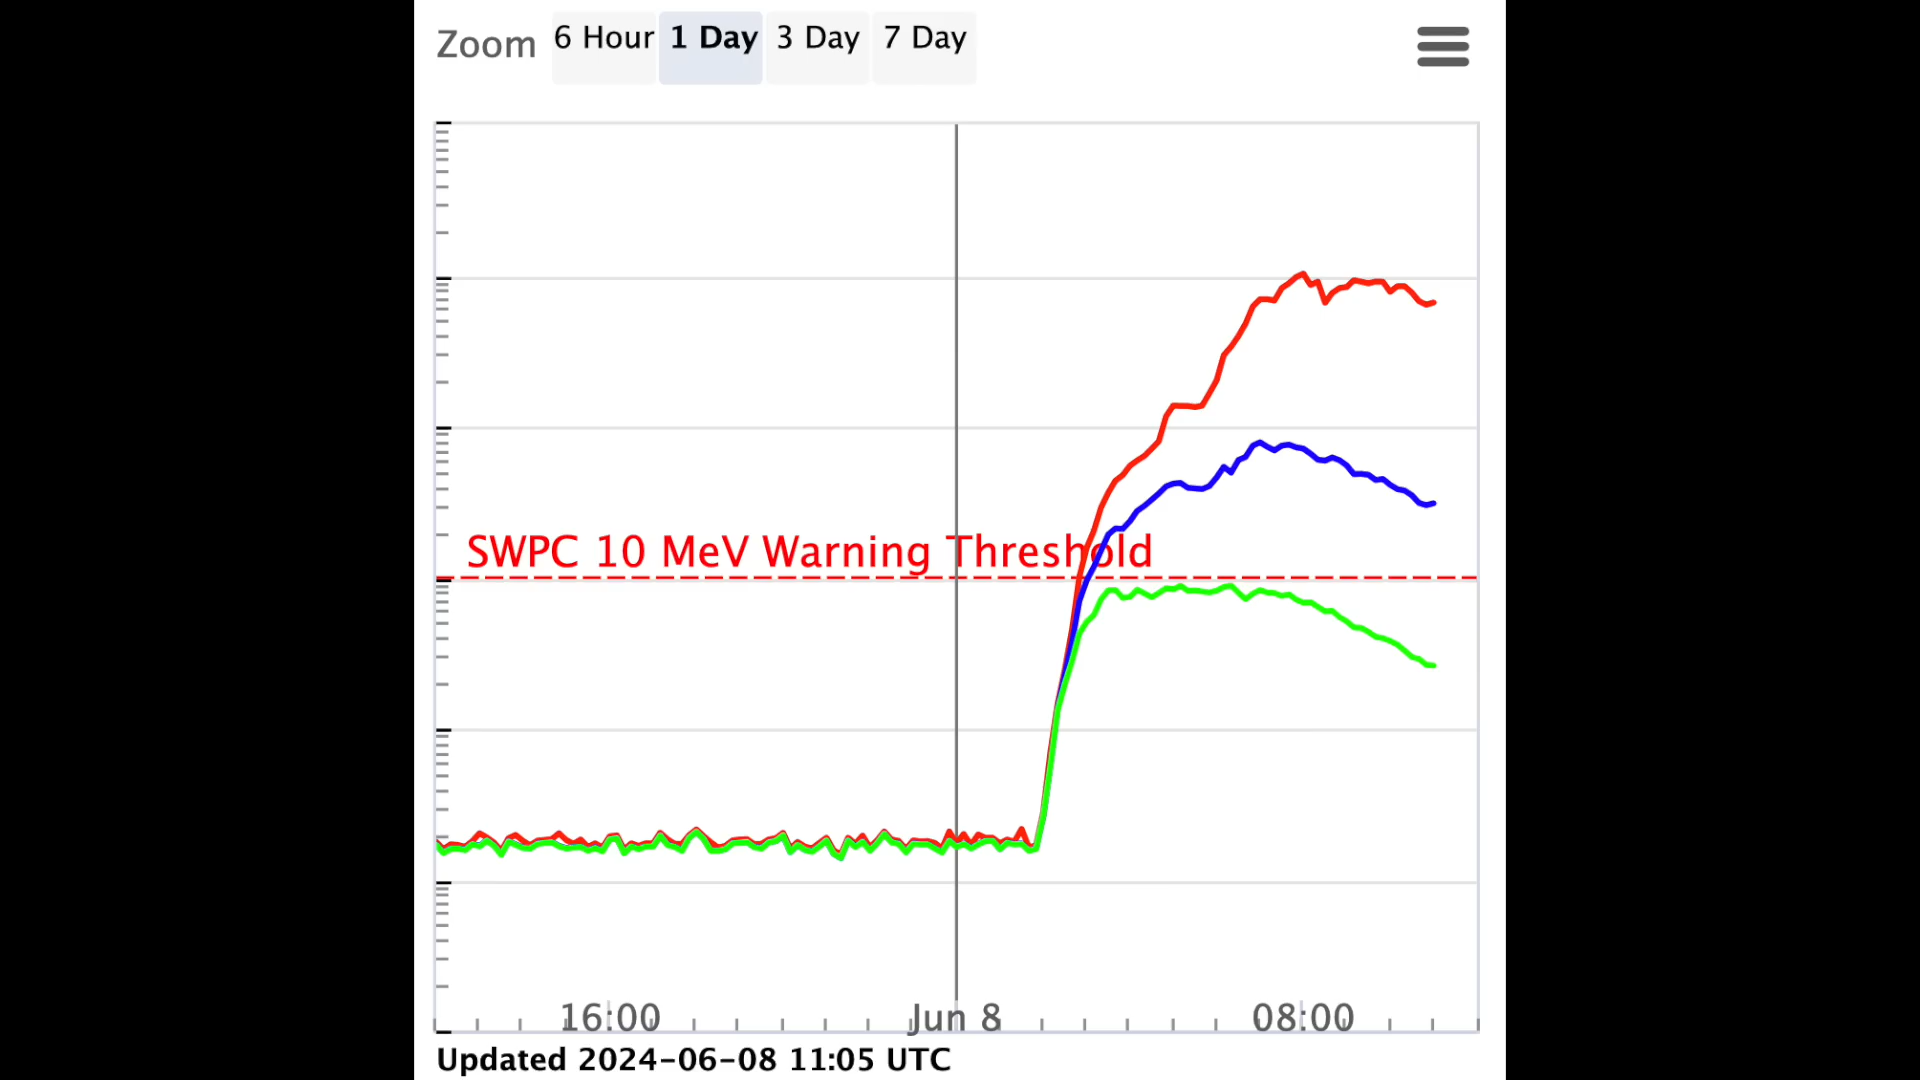 Zoom 6 Hour 1 Day 3 Day 7 Day
SWPC 10 MeV Warning Threshold
16:00 Jun 8 08:00
Updated 2024-06-08 11:05 UTC